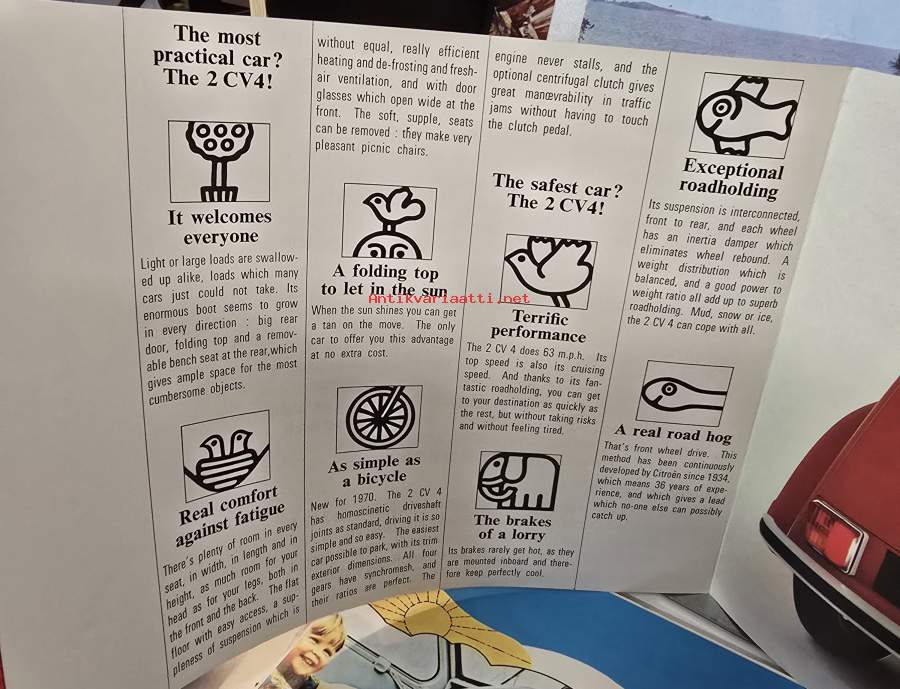 The most
practical car?
The 2 CV4!
It welcomes
everyone
Light or large loads are swallow-
ed up alike, loads which many
cars just could not take. Its
enormous boot seems to grow
in every direction : big rear
door, folding top and a remov-
able bench seat at the rear, which
gives ample space for the most
cumbersome objects.
Real comfort
against fatigue
There's plenty of room in every
seat, in width, in length and in
height, as much room for your
head as for your legs, both in
the front and the back. The flat
floor with easy access, a sup-
pleness of suspension which is
without equal, really efficient
heating and de-frosting and fresh-
air ventilation, and with door
glasses which open wide at the
front. The soft, supple, seats
can be removed : they make very
pleasant picnic chairs.
A folding top
to let in the sun
When the sun shines you can get
a tan on the move. The only
car to offer you this advantage
at no extra cost.
As simple as
a bicycle
New for 1970. The 2 CV 4
has homoscinetic driveshaft
joints as standard, driving it is so
simple and so easy. The easiest
car possible to park, with its trim
exterior dimensions. All four
gears have synchromesh, and
their ratios are perfect. The
engine never stalls, and the
optional centrifugal clutch gives
great manœvrability in traffic
jams without having to touch
the clutch pedal.
The safest car?
The 2 CV4!
Terrific
performance
The 2 CV 4 does 63 m.p.h. Its
top speed is also its cruising
speed. And thanks to its fan-
tastic roadholding, you can get
to your destination as quickly as
the rest, but without taking risks
and without feeling tired.
The brakes
of a lorry
Its brakes rarely get hot, as they
are mounted inboard and there-
fore keep perfectly cool.
Exceptional
roadholding
Its suspension is interconnected,
front to rear, and each wheel
has an inertia damper which
eliminates wheel rebound. A
weight distribution which is
balanced, and a good power to
weight ratio all add up to superb
roadholding. Mud, snow or ice,
the 2 CV 4 can cope with all.
A real road hog
That's front wheel drive. This
method has been continuously
developed by Citroën since 1934,
which means 36 years of expe-
rience, and which gives a lead
which no-one else can possibly
catch up.
Antikvariaatti.net